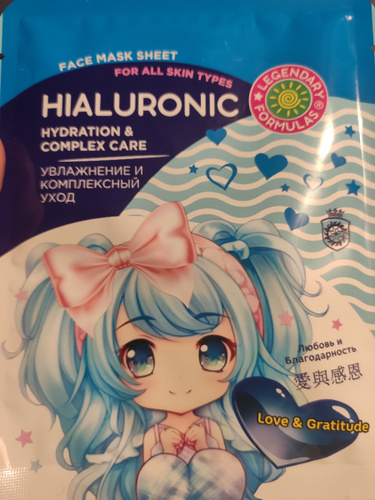 FACE MASK SHEET
FOR ALL SKIN TYPES
LEGENDARY
FORMULAS®
HIALURONIC
HYDRATION &
COMPLEX CARE
УВЛАЖНЕНИЕ И
КОМПЛЕКСНЫЙ
УХОД
Любовь и
Благодарность
愛與感恩
Love & Gratitude